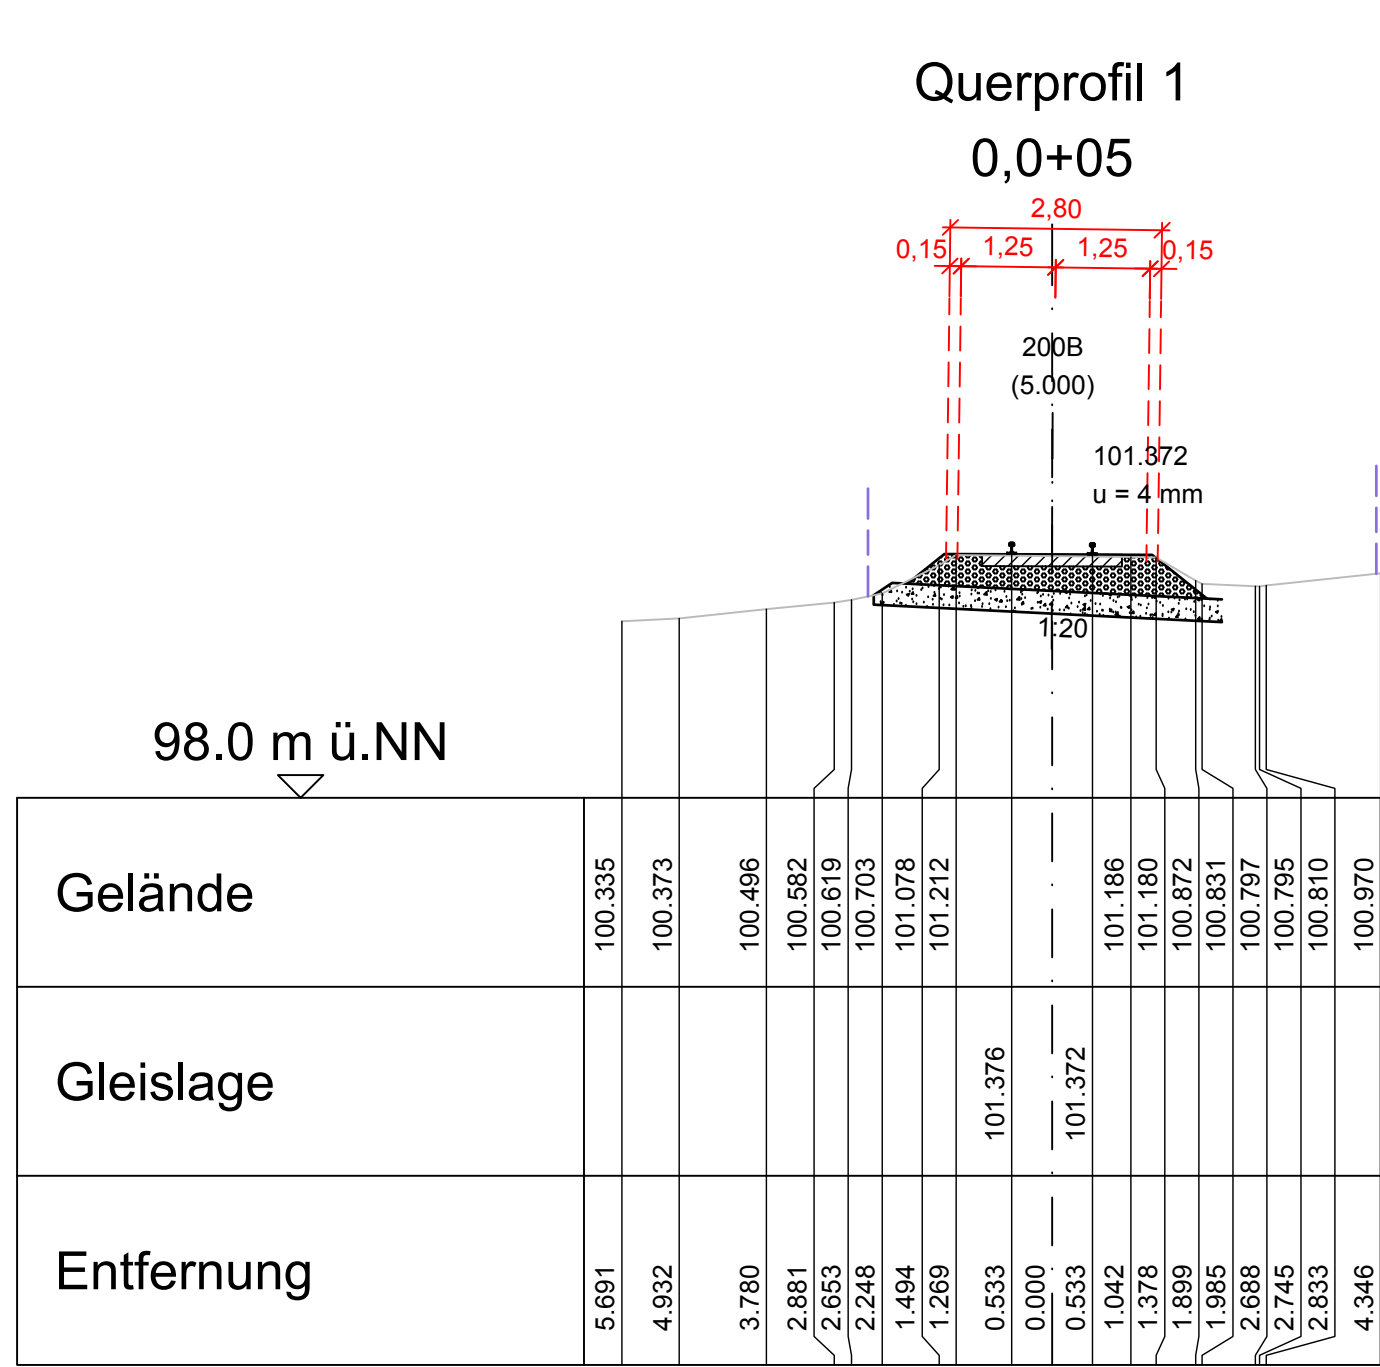 Querprofil 1
0,0+05
2,80
0,15 1,25 1,25 0,15
200B
(5.000)
101.372
u = 4 mm
1:20
98.0 m ü.NN
Gelände 100.335 100.373 100.496 100.582 100.619 100.703 101.078 101.212 101.186 101.180 100.872 100.831 100.797 100.795 100.810 100.970
Gleislage 101.376 101.372
Entfernung 5.691 4.932 3.780 2.881 2.653 2.248 1.494 1.269 0.533 0.000 0.533 1.042 1.378 1.899 1.985 2.688 2.745 2.833 4.346